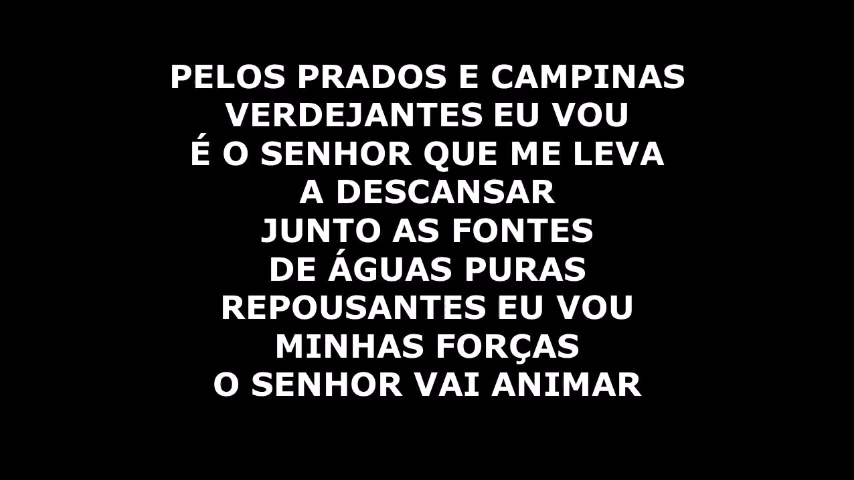 PELOS PRADOS E CAMPINAS
VERDEJANTES EU VOU
É O SENHOR QUE ME LEVA
A DESCANSAR
JUNTO AS FONTES
DE ÁGUAS PURAS
REPOUSANTES EU VOU
MINHAS FORÇAS
O SENHOR VAI ANIMAR